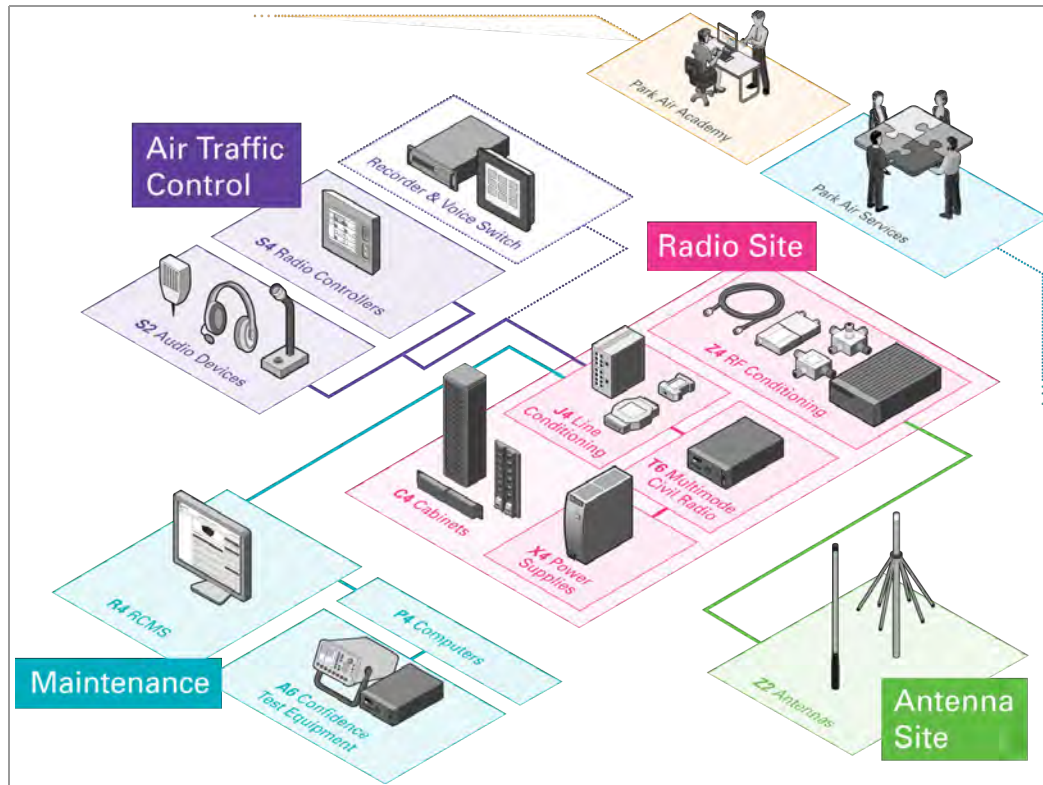 Park Air Academy
Park Air Services
Air Traffic
Control
Recorder & Voice Switch
S4 Radio Controllers
S2 Audio Devices
Radio Site
Z4 RF Conditioning
J4 Line
Conditioning
T6 Multimode
Civil Radio
C4 Cabinets
X4 Power
Supplies
R4 RCMS
P4 Computers
A6 Confidence
Test Equipment
Maintenance
Z2 Antennas
Antenna
Site